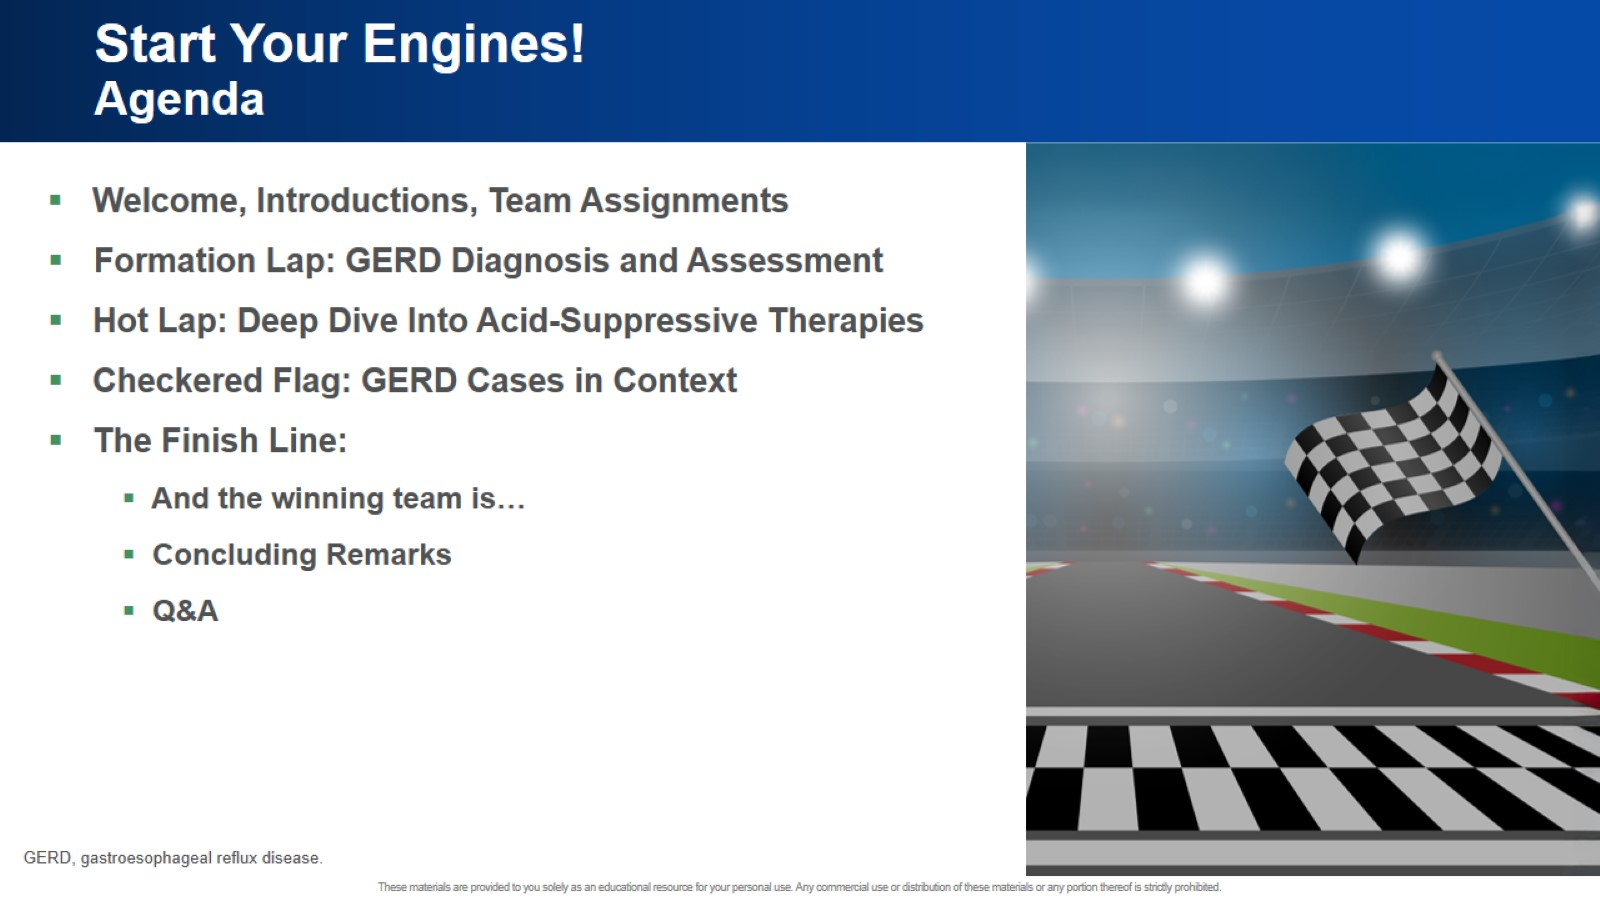 Start Your Engines!
Agenda
Welcome, Introductions, Team Assignments
Formation Lap: GERD Diagnosis and Assessment
Hot Lap: Deep Dive Into Acid-Suppressive Therapies
Checkered Flag: GERD Cases in Context
The Finish Line:
And the winning team is…
Concluding Remarks
Q&A
GERD, gastroesophageal reflux disease.
These materials are provided to you solely as an educational resource for your personal use. Any commercial use or distribution of these materials or any portion thereof is strictly prohibited.